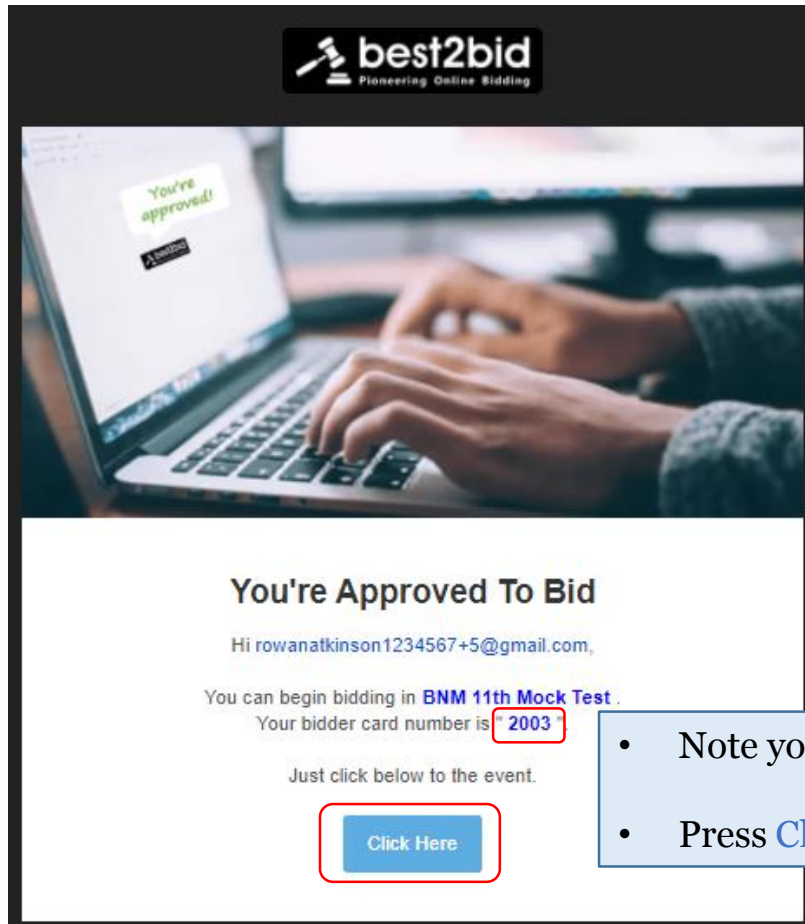 best2bid
Pioneering Online Bidding
You're
approved!
best2bid
You're Approved To Bid
Hi rowanatkinson1234567+5@gmail.com,
You can begin bidding in BNM 11th Mock Test .
Your bidder card number is " 2003 ".
Just click below to the event.
Click Here
• Note yo
• Press Cl